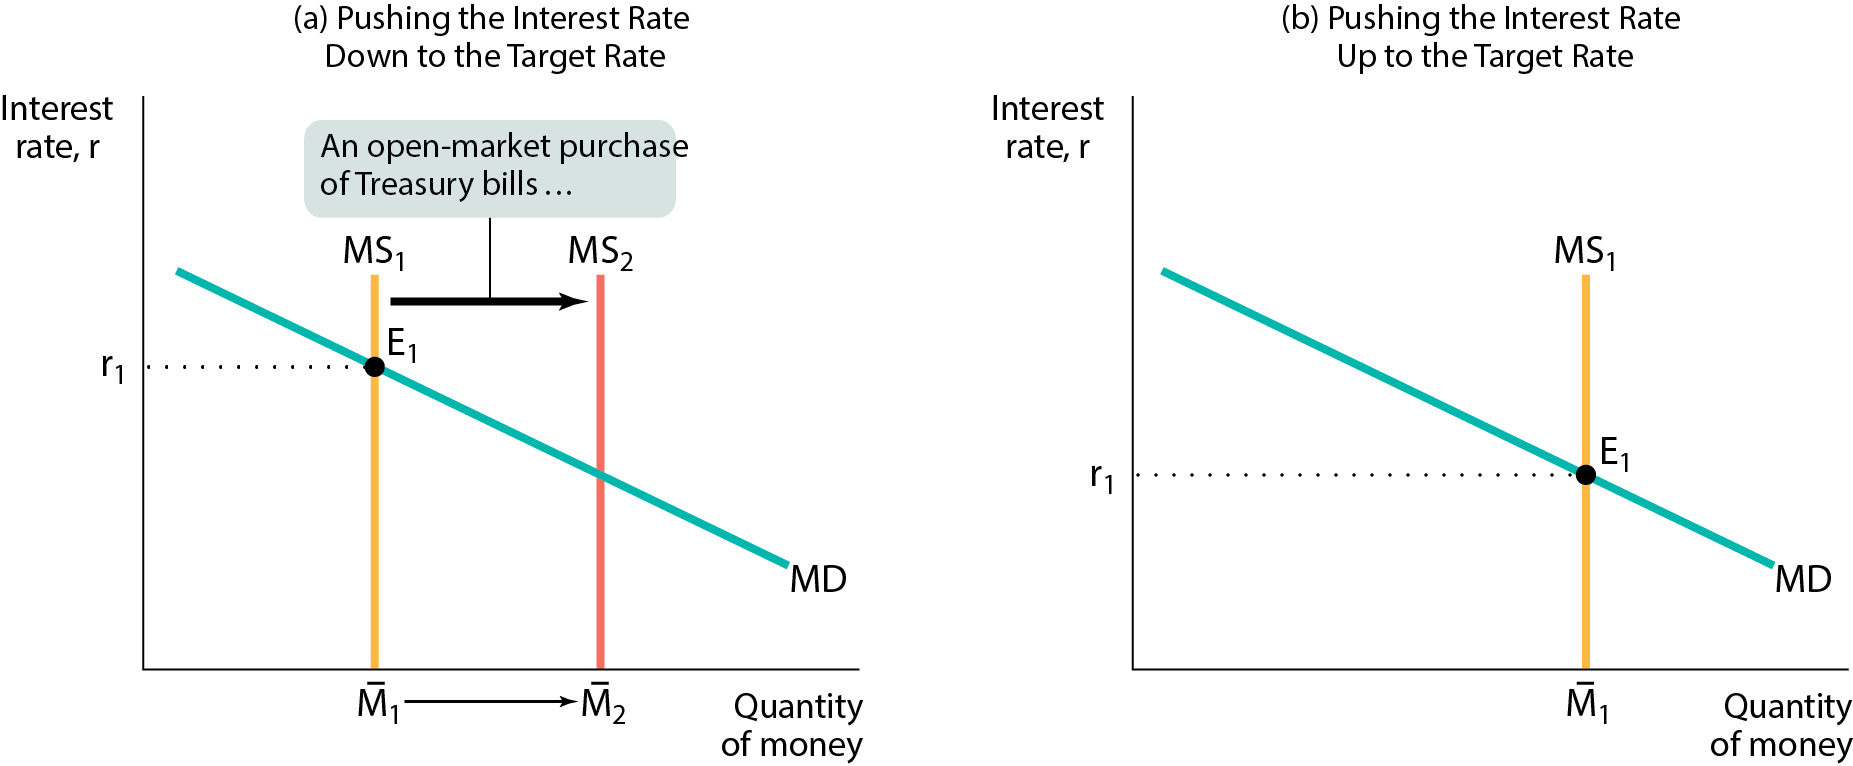 (a) Pushing the Interest Rate
Down to the Target Rate
Interest
rate, r
An open-market purchase
of Treasury bills …
MS₁
MS₂
E₁
r₁
MD
M̅₁
M̅₂
Quantity
of money
(b) Pushing the Interest Rate
Up to the Target Rate
Interest
rate, r
MS₁
E₁
r₁
MD
M̅₁
Quantity
of money